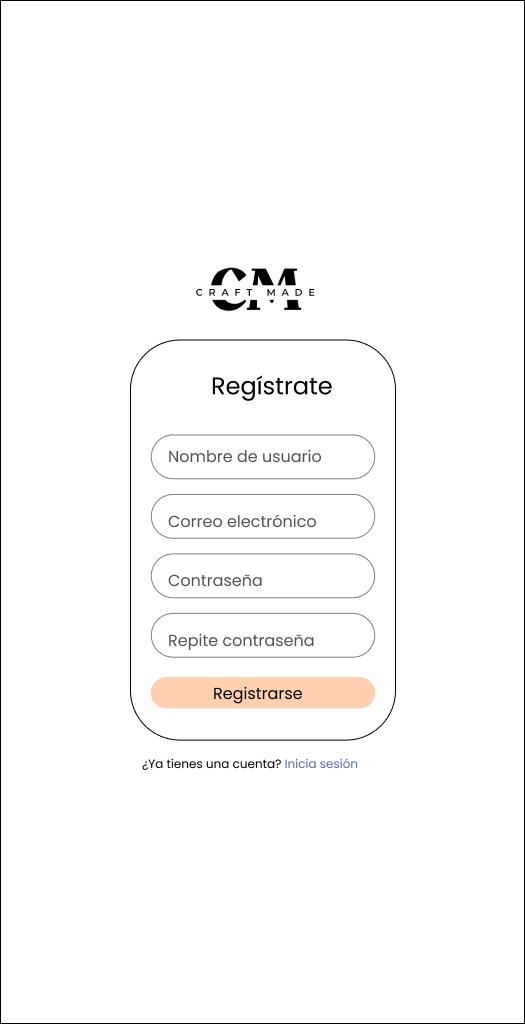 CM
CRAFT MADE
Regístrate
Nombre de usuario
Correo electrónico
Contraseña
Repite contraseña
Registrarse
¿Ya tienes una cuenta? Inicia sesión